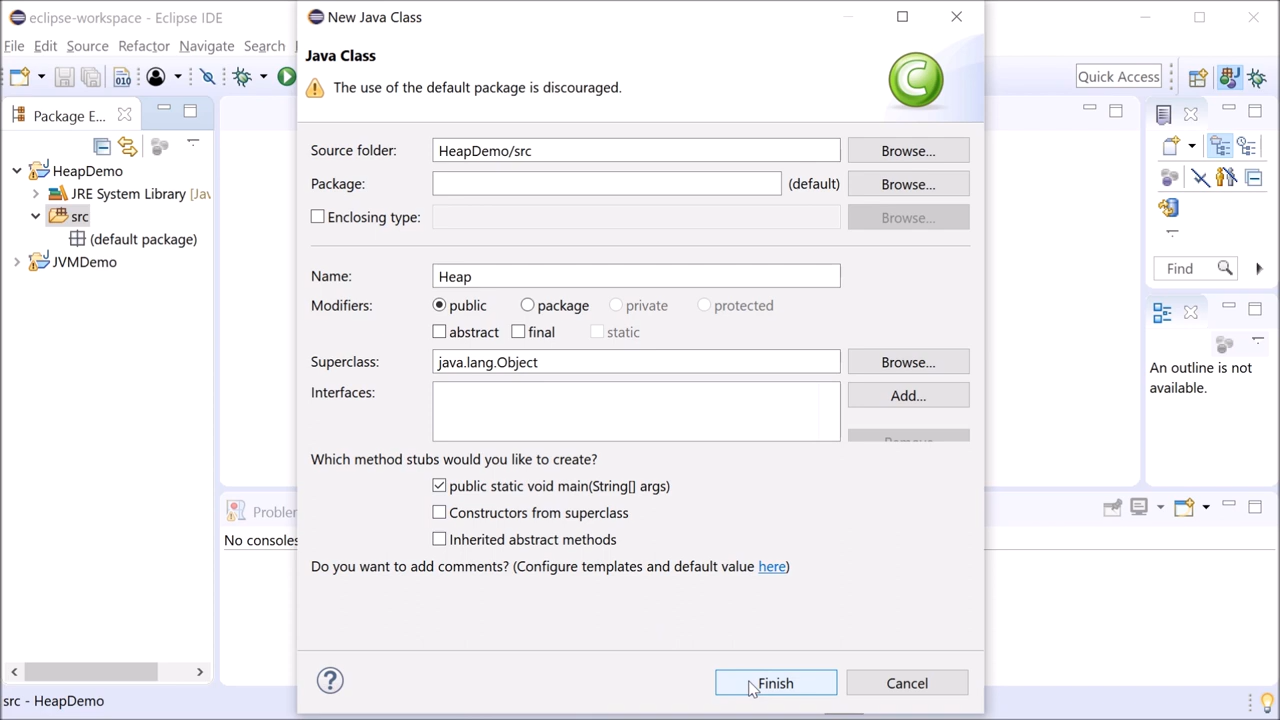 eclipse-workspace - Eclipse IDE
File Edit Source Refactor Navigate Search
Quick Access
Package E...
HeapDemo
JRE System Library [Jav
src
(default package)
JVMDemo
New Java Class
Java Class
The use of the default package is discouraged.
Source folder: HeapDemo/src Browse...
Package: (default) Browse...
Enclosing type: Browse...
Name: Heap
Modifiers: public package private protected
abstract final static
Superclass: java.lang.Object Browse...
Interfaces: Add...
Which method stubs would you like to create?
public static void main(String[] args)
Constructors from superclass
Inherited abstract methods
Do you want to add comments? (Configure templates and default value here)
Finish Cancel
Find
An outline is not
available.
Problem
No consoles
src - HeapDemo